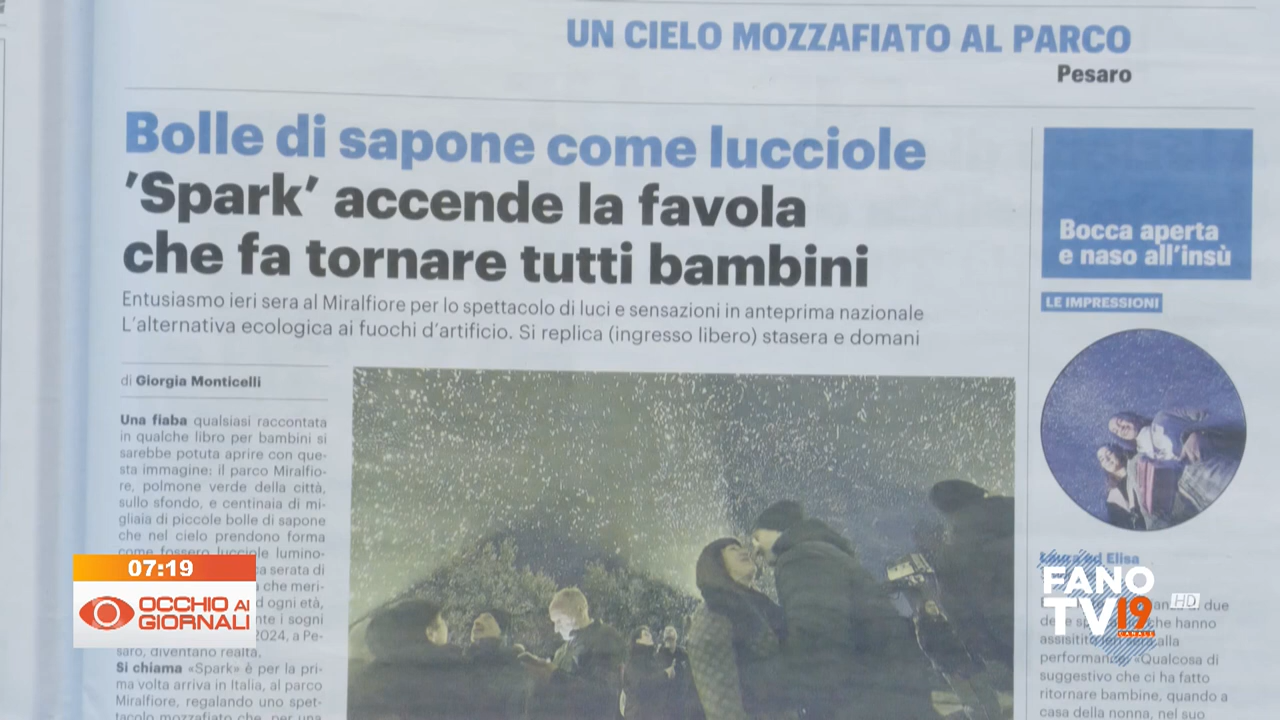 UN CIELO MOZZAFIATO AL PARCO
Pesaro
Bolle di sapone come lucciole
'Spark' accende la favola
che fa tornare tutti bambini
Entusiasmo ieri sera al Miralfiore per lo spettacolo di luci e sensazioni in anteprima nazionale
L'alternativa ecologica ai fuochi d'artificio. Si replica (ingresso libero) stasera e domani
di Giorgia Monticelli
Una fiaba qualsiasi raccontata
in qualche libro per bambini si
sarebbe potuta aprire con que-
sta immagine: il parco Miralfio-
re, polmone verde della città,
sullo sfondo, e centinaia di mi-
gliaia di piccole bolle di sapone
che nel cielo prendono forma
come fossero lucciole lumino-
serata di
che meri-
ogni età,
i sogni
2024, a Pe-
saro, diventano realtà.
Si chiama «Spark» è per la pri-
ma volta arriva in Italia, al parco
Miralfiore, regalando uno spet-
tacolo mozzafiato che, per una
Bocca aperta
e naso all'insù
LE IMPRESSIONI
ed Elisa
due
che hanno
assistito alla
performance. «Qualcosa di
suggestivo che ci ha fatto
ritornare bambine, quando a
casa della nonna, nel suo
07:19
OCCHIO AI
GIORNALI
FANO
TV19 HD
CANALE